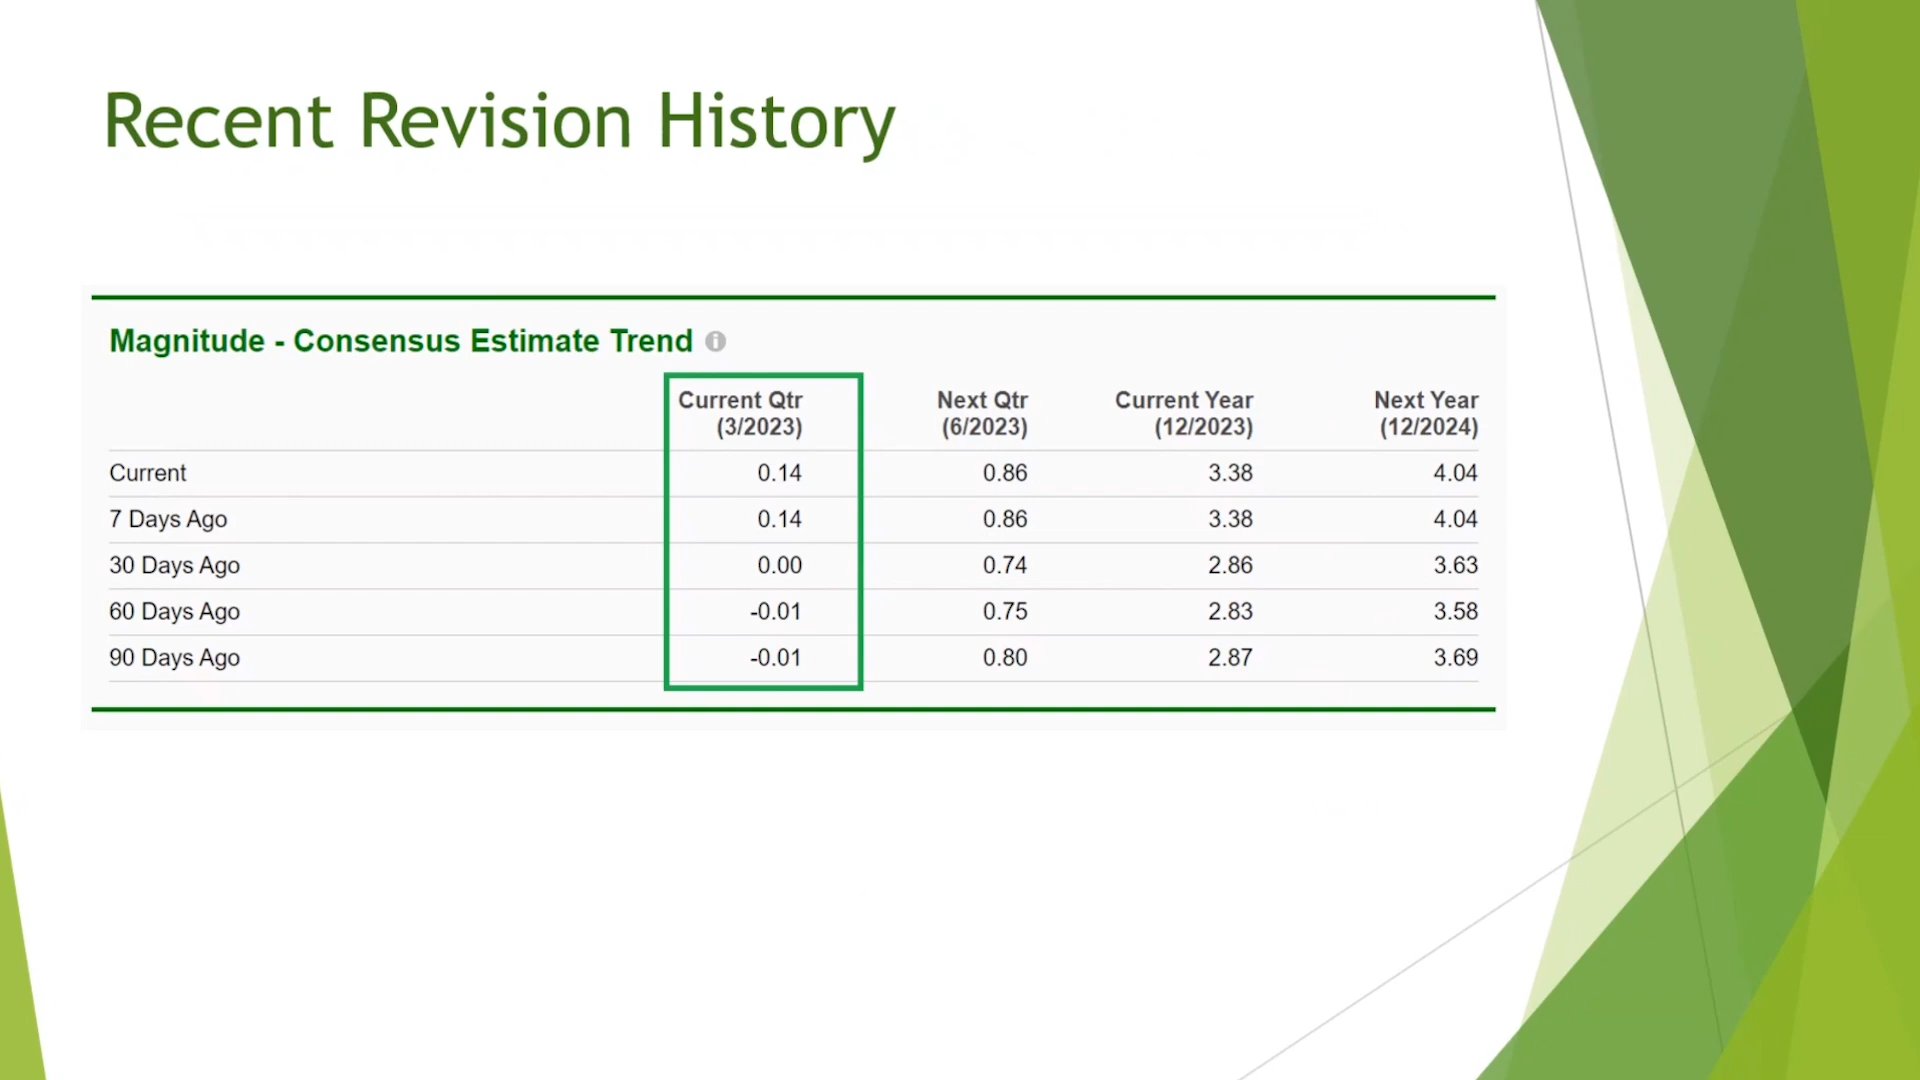 Recent Revision History
Magnitude - Consensus Estimate Trend
Current Qtr Next Qtr Current Year Next Year
(3/2023) (6/2023) (12/2023) (12/2024)
Current 0.14 0.86 3.38 4.04
7 Days Ago 0.14 0.86 3.38 4.04
30 Days Ago 0.00 0.74 2.86 3.63
60 Days Ago -0.01 0.75 2.83 3.58
90 Days Ago -0.01 0.80 2.87 3.69